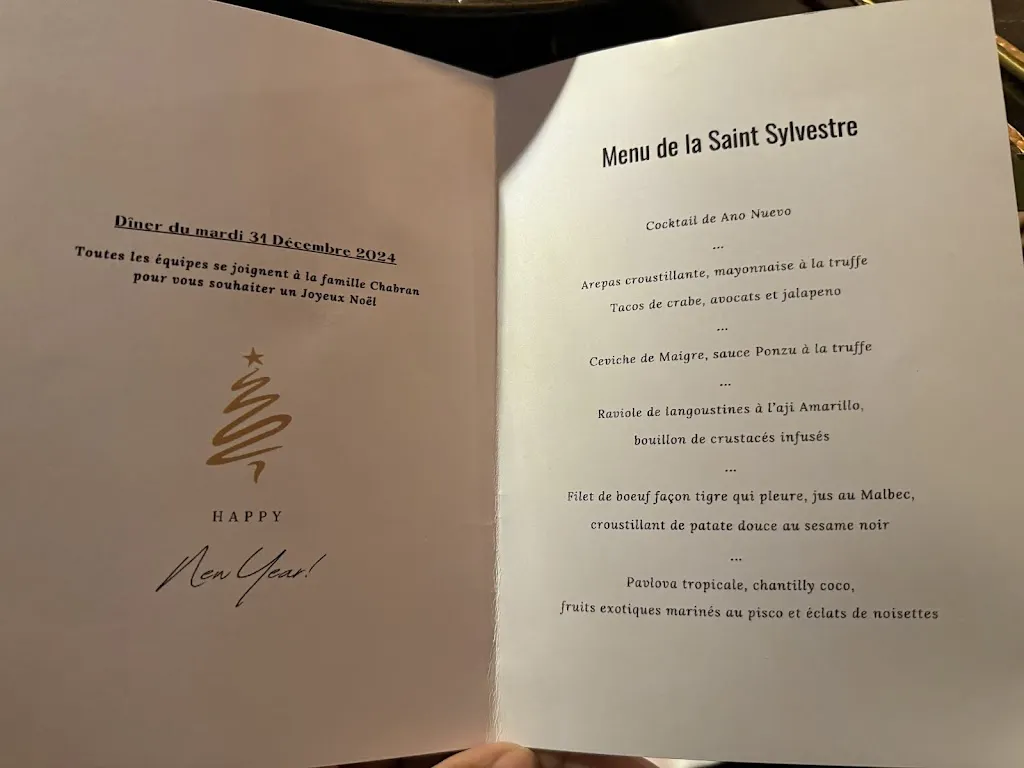 Dîner du mardi 31 Décembre 2024
Toutes les équipes se joignent à la famille Chabran
pour vous souhaiter un Joyeux Noël
HAPPY
New Year!
Menu de la Saint Sylvestre
Cocktail de Ano Nuevo
...
Arepas croustillante, mayonnaise à la truffe
Tacos de crabe, avocats et jalapeno
...
Ceviche de Maigre, sauce Ponzu à la truffe
...
Raviole de langoustines à l'aji Amarillo,
bouillon de crustacés infusés
...
Filet de boeuf façon tigre qui pleure, jus au Malbec,
croustillant de patate douce au sesame noir
...
Pavlova tropicale, chantilly coco,
fruits exotiques marinés au pisco et éclats de noisettes